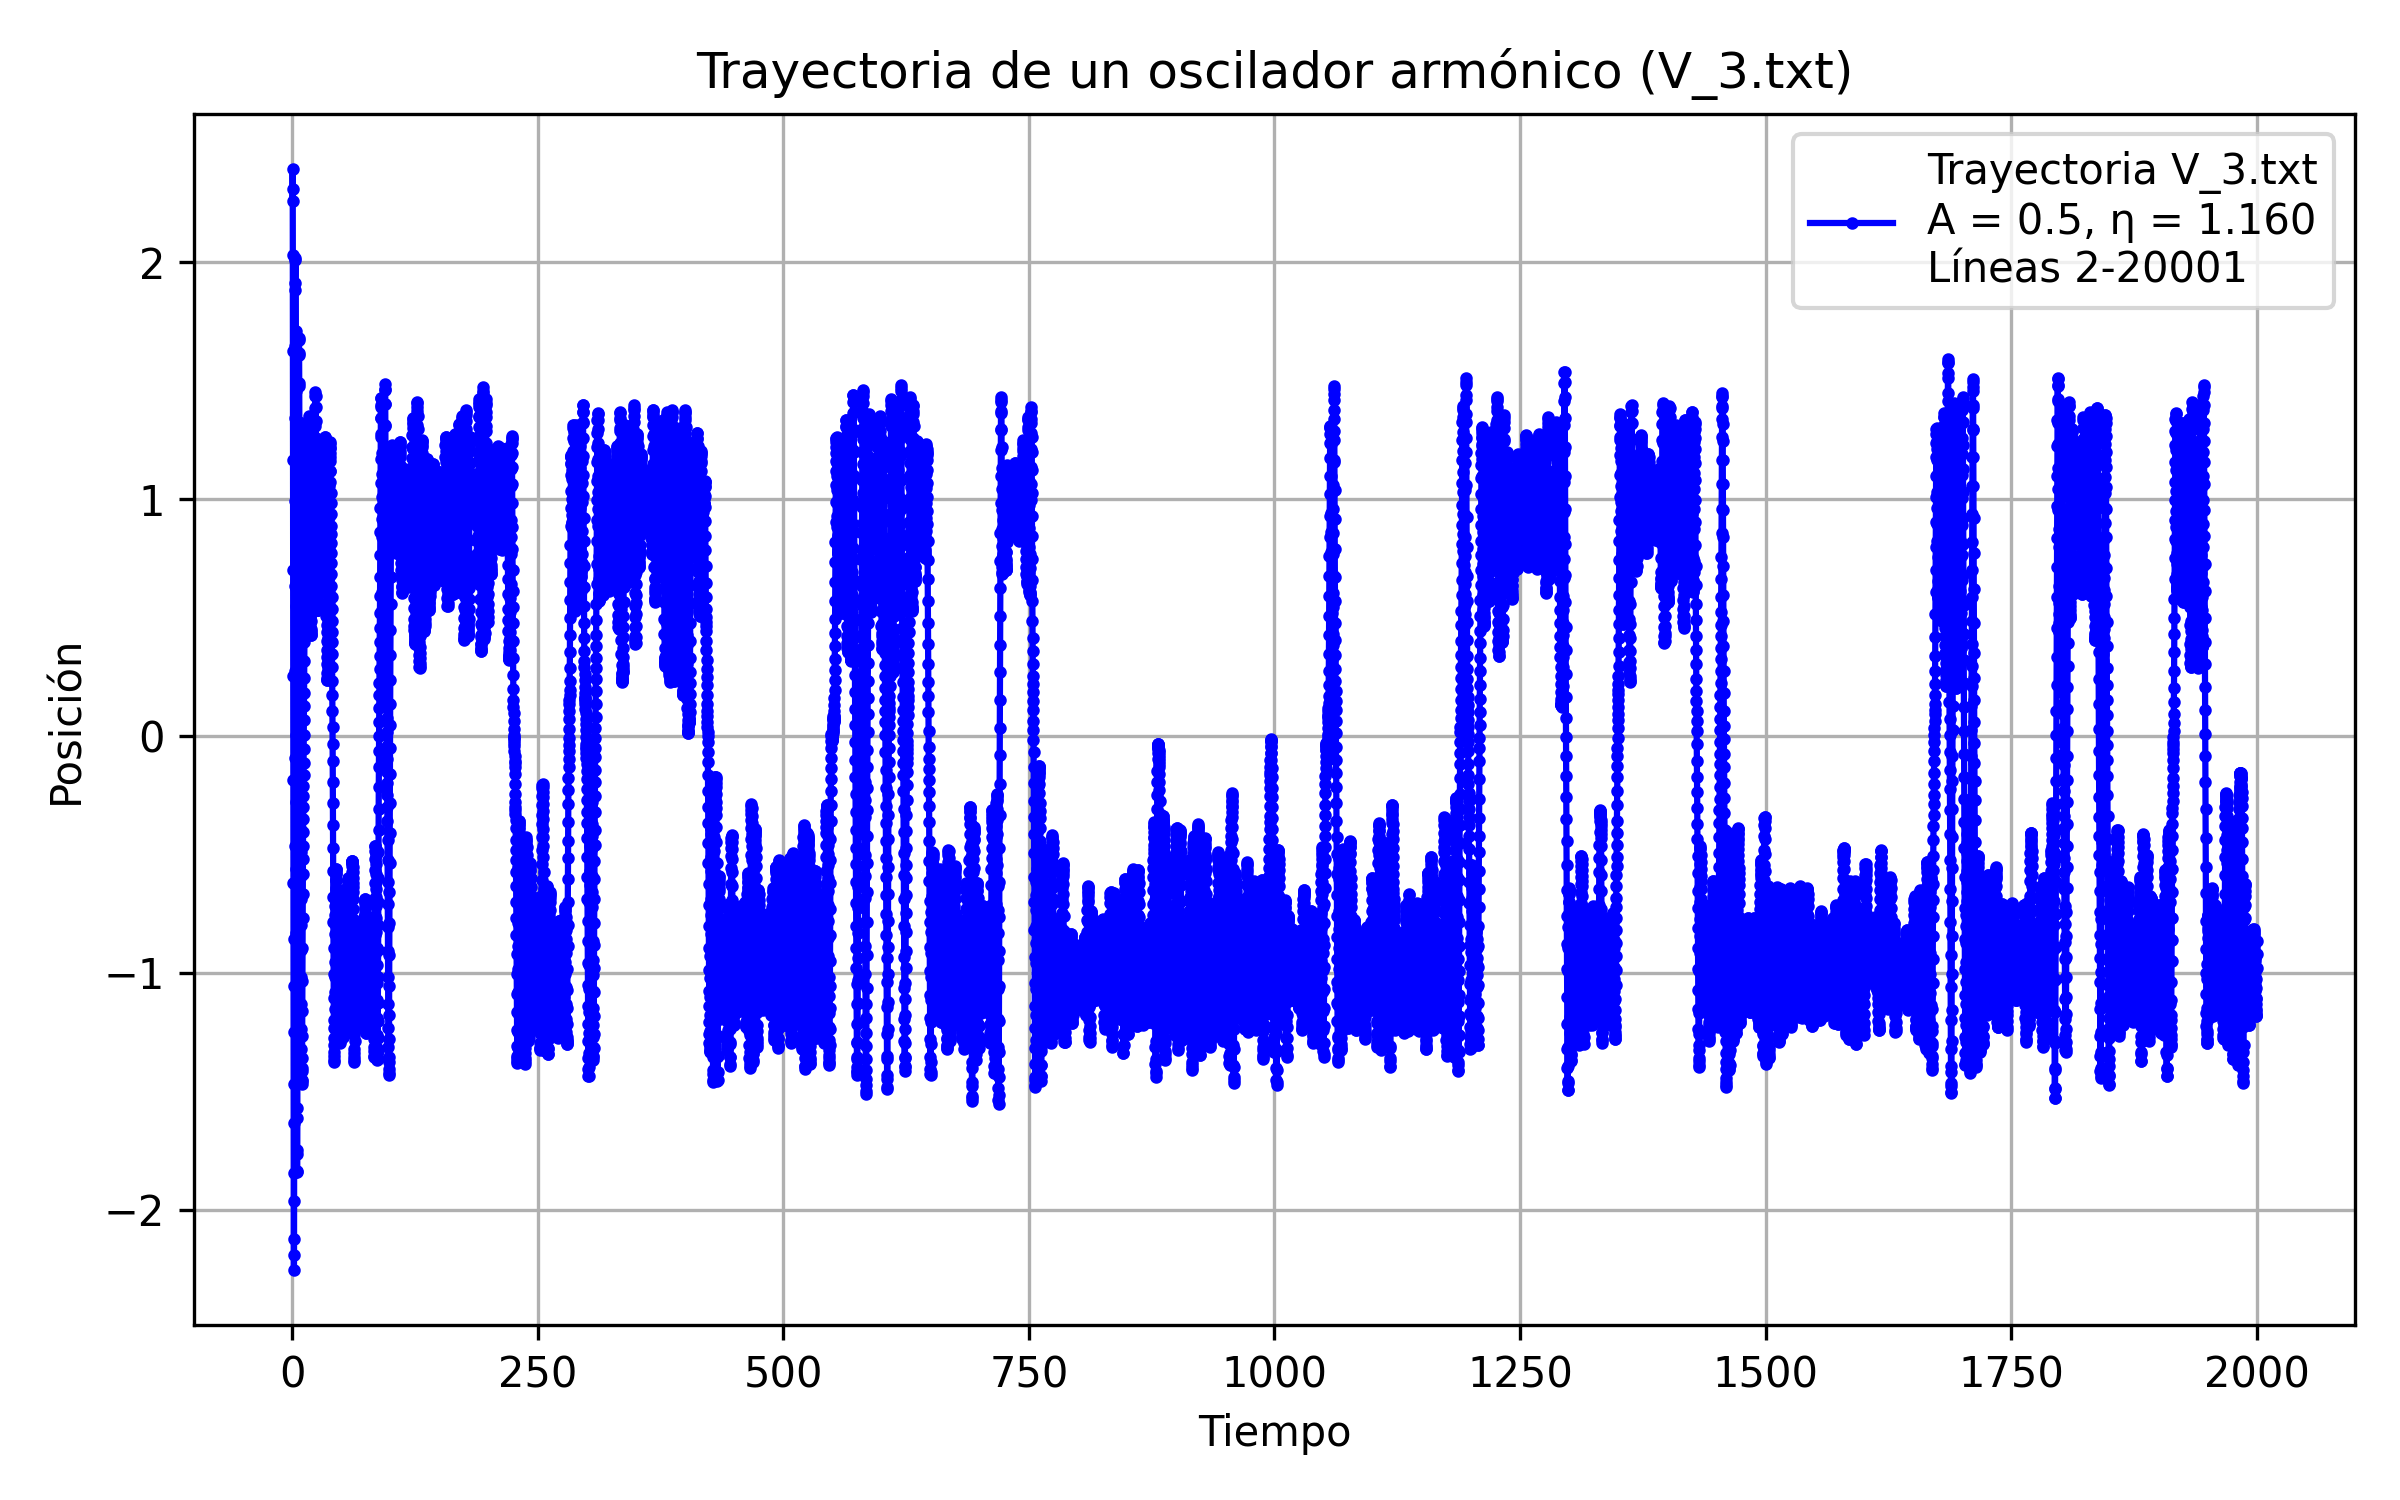 Trayectoria de un oscilador armónico (V_3.txt)
Trayectoria V_3.txt
A = 0.5, η = 1.160
Líneas 2-20001
Posición
2
1
0
−1
−2
0 250 500 750 1000 1250 1500 1750 2000
Tiempo